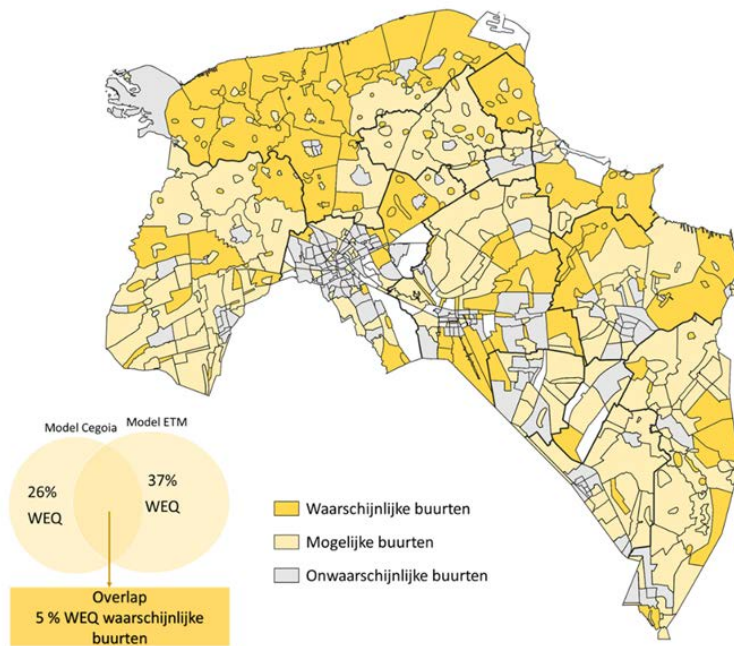 Model Cegoia
Model ETM
26%
WEQ
37%
WEQ
Overlap
5 % WEQ waarschijnlijke
buurten
Waarschijnlijke buurten
Mogelijke buurten
Onwaarschijnlijke buurten